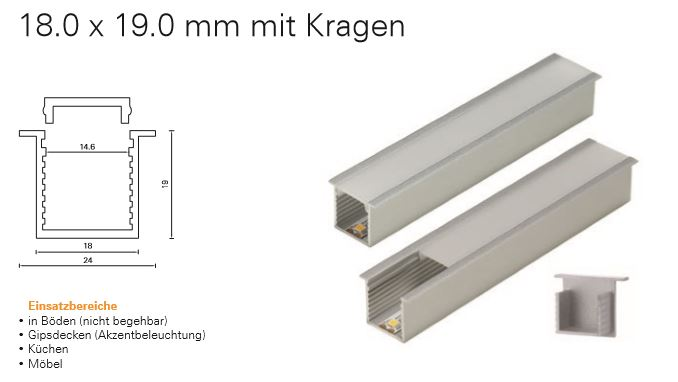 18.0 x 19.0 mm mit Kragen
14.6
19
18
24
Einsatzbereiche
• in Böden (nicht begehbar)
• Gipsdecken (Akzentbeleuchtung)
• Küchen
• Möbel